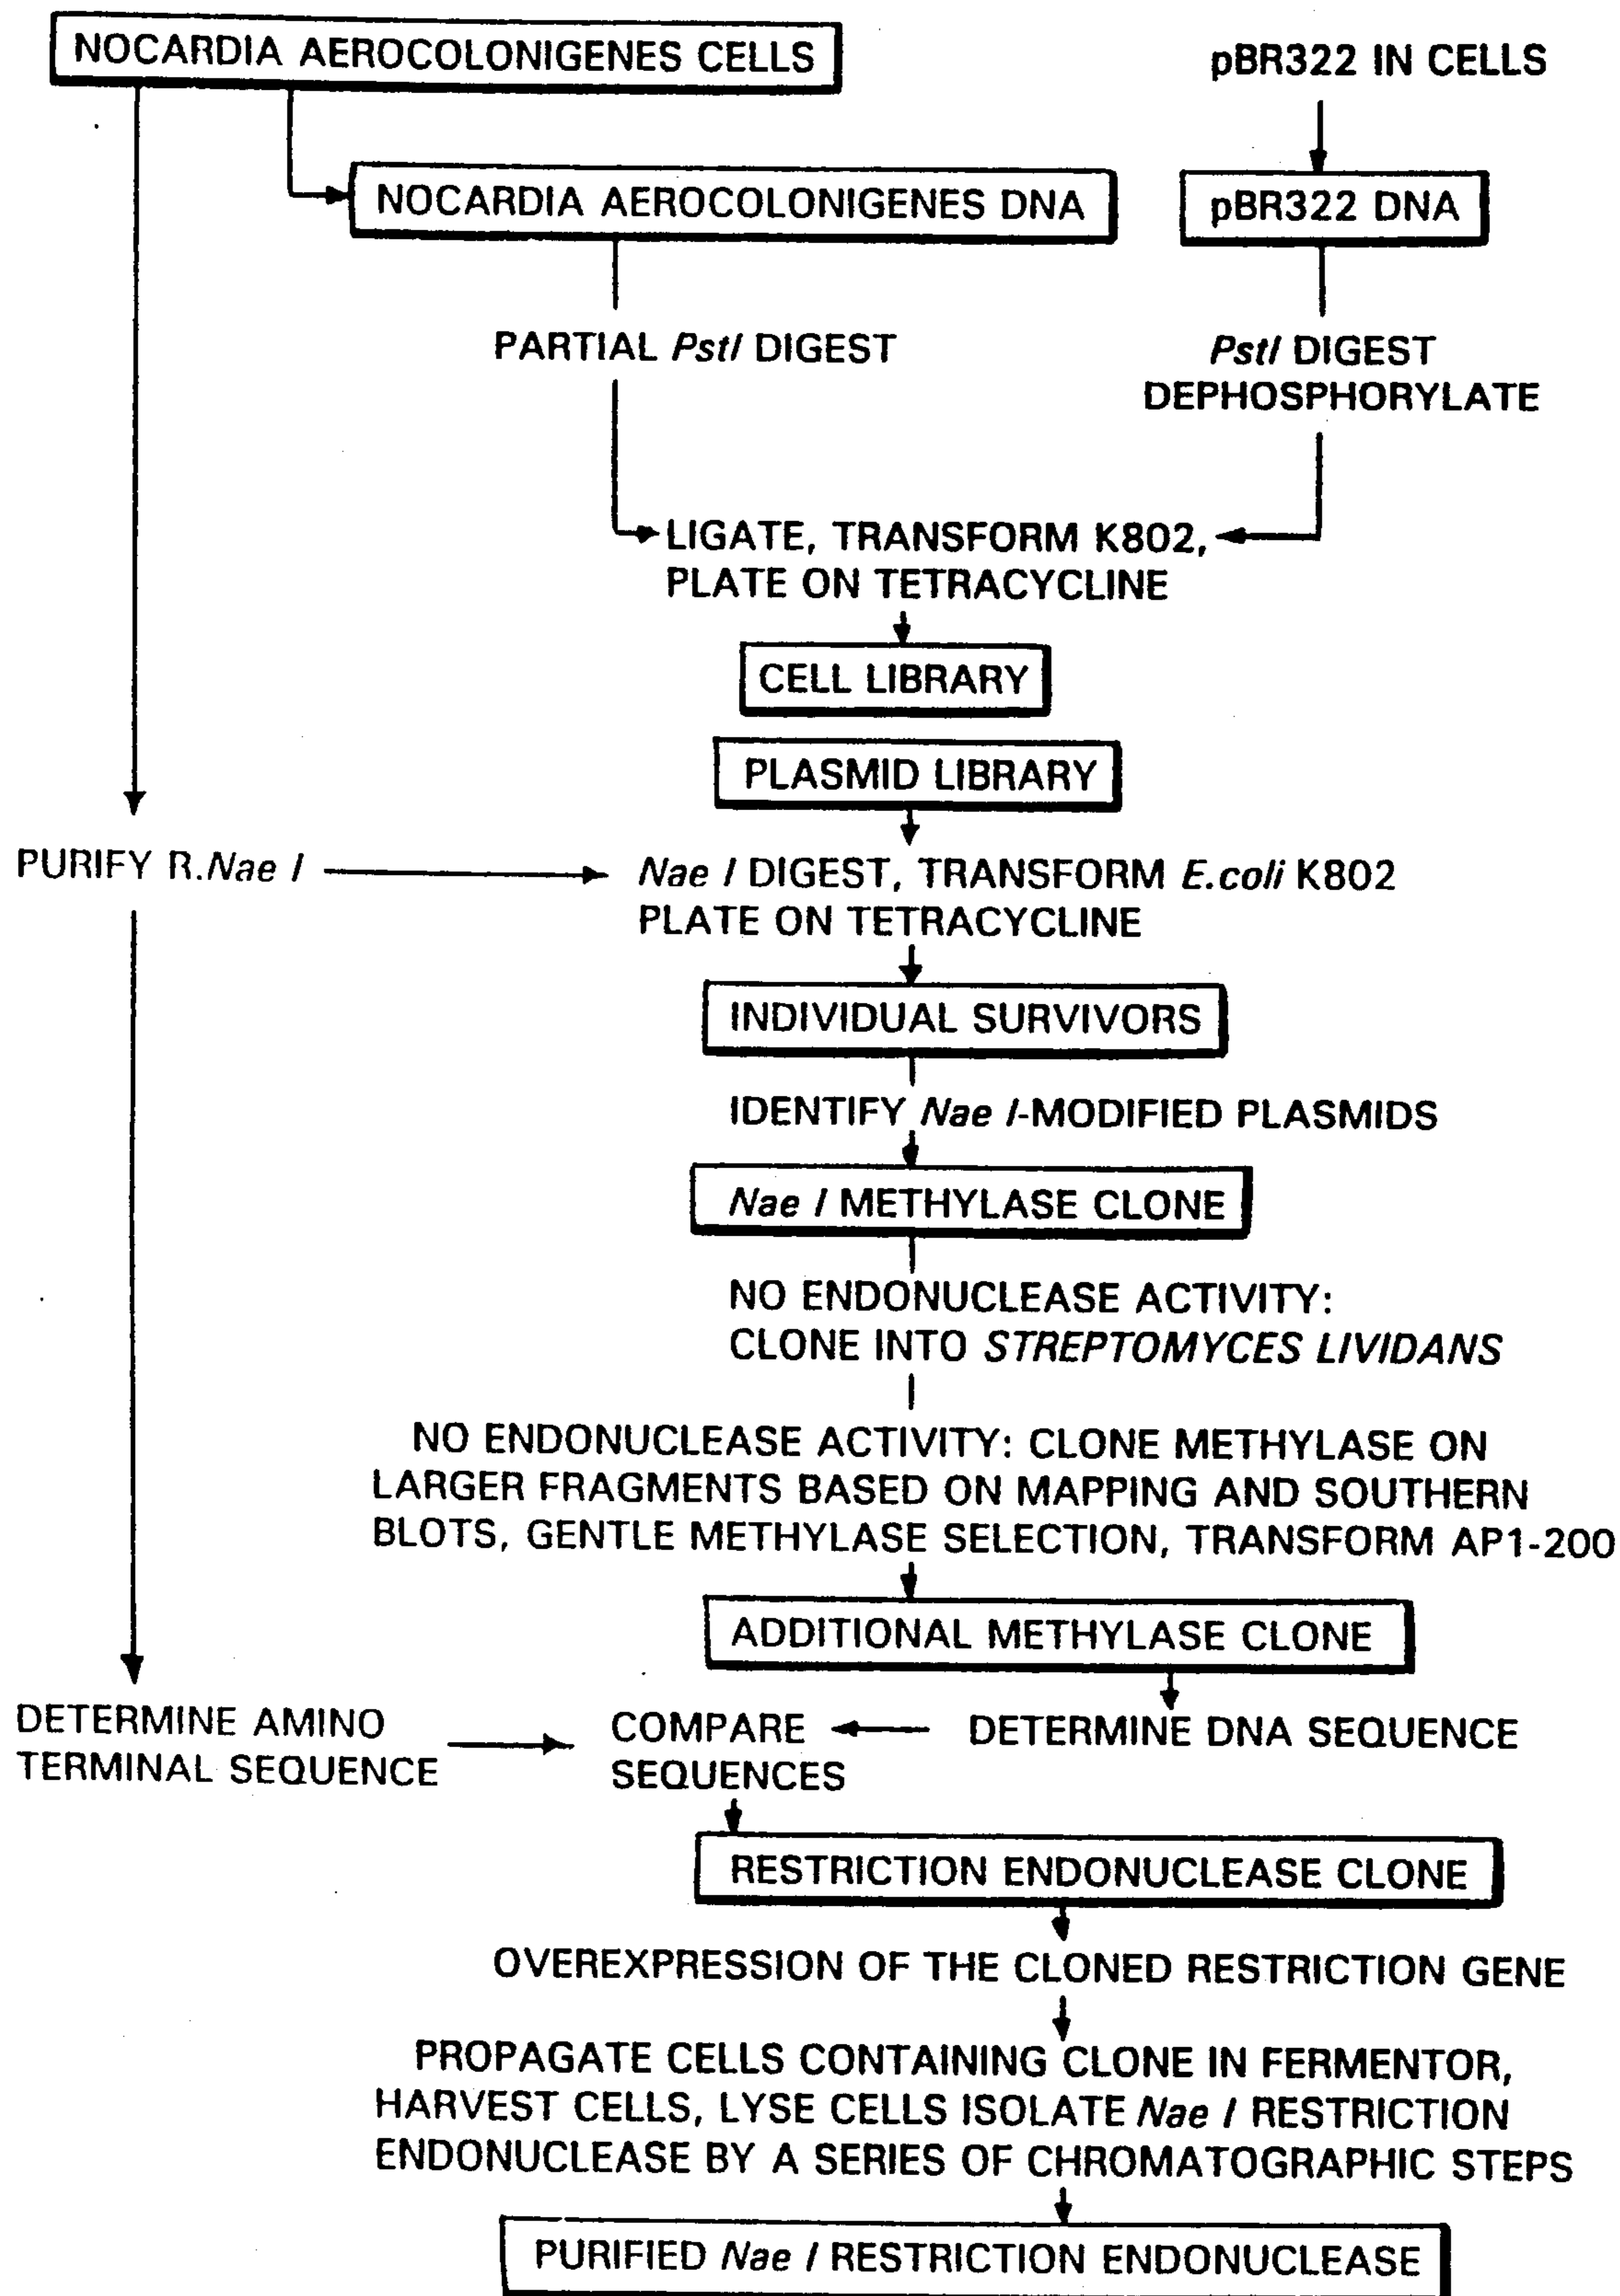 NOCARDIA AEROCOLONIGENES CELLS
pBR322 IN CELLS
NOCARDIA AEROCOLONIGENES DNA
pBR322 DNA
PARTIAL PstI DIGEST
PstI DIGEST
DEPHOSPHORYLATE
LIGATE, TRANSFORM K802,
PLATE ON TETRACYCLINE
CELL LIBRARY
PLASMID LIBRARY
PURIFY R.Nae I
Nae I DIGEST, TRANSFORM E.coli K802
PLATE ON TETRACYCLINE
INDIVIDUAL SURVIVORS
IDENTIFY Nae I-MODIFIED PLASMIDS
Nae I METHYLASE CLONE
NO ENDONUCLEASE ACTIVITY:
CLONE INTO STREPTOMYCES LIVIDANS
NO ENDONUCLEASE ACTIVITY: CLONE METHYLASE ON
LARGER FRAGMENTS BASED ON MAPPING AND SOUTHERN
BLOTS, GENTLE METHYLASE SELECTION, TRANSFORM AP1-200
ADDITIONAL METHYLASE CLONE
DETERMINE AMINO
TERMINAL SEQUENCE
COMPARE
SEQUENCES
DETERMINE DNA SEQUENCE
RESTRICTION ENDONUCLEASE CLONE
OVEREXPRESSION OF THE CLONED RESTRICTION GENE
PROPAGATE CELLS CONTAINING CLONE IN FERMENTOR,
HARVEST CELLS, LYSE CELLS ISOLATE Nae I RESTRICTION
ENDONUCLEASE BY A SERIES OF CHROMATOGRAPHIC STEPS
PURIFIED Nae I RESTRICTION ENDONUCLEASE